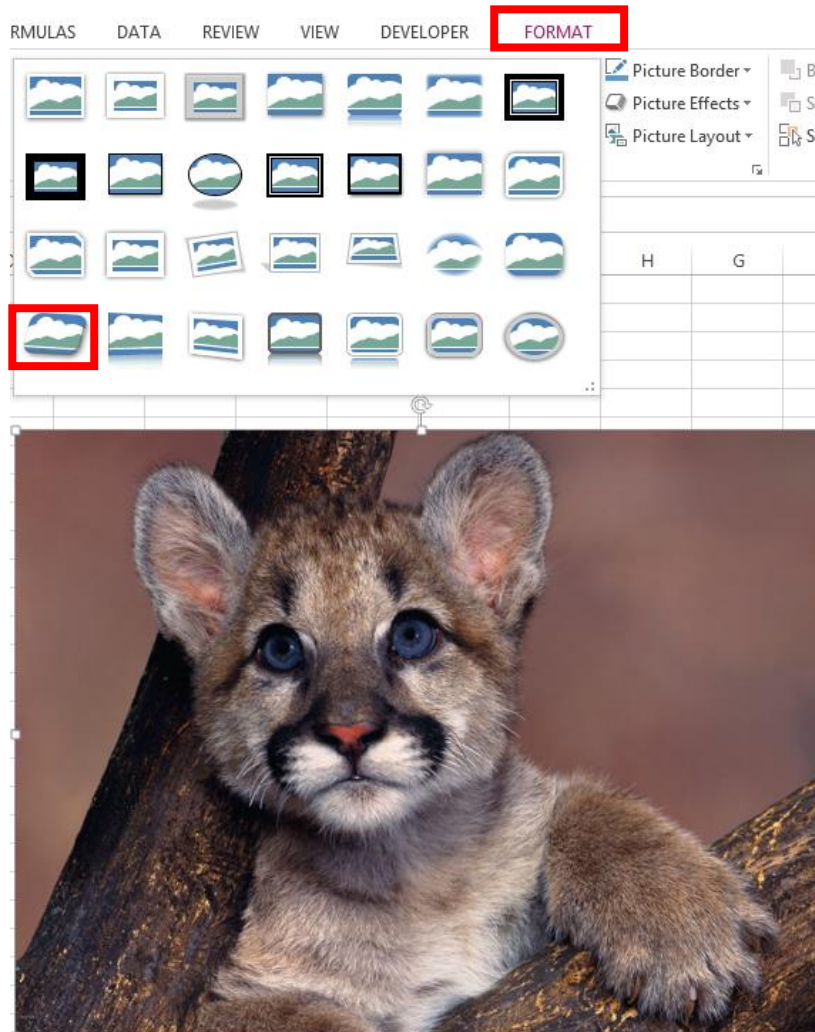 RMULAS DATA REVIEW VIEW DEVELOPER FORMAT
Picture Border
Picture Effects
Picture Layout
H G